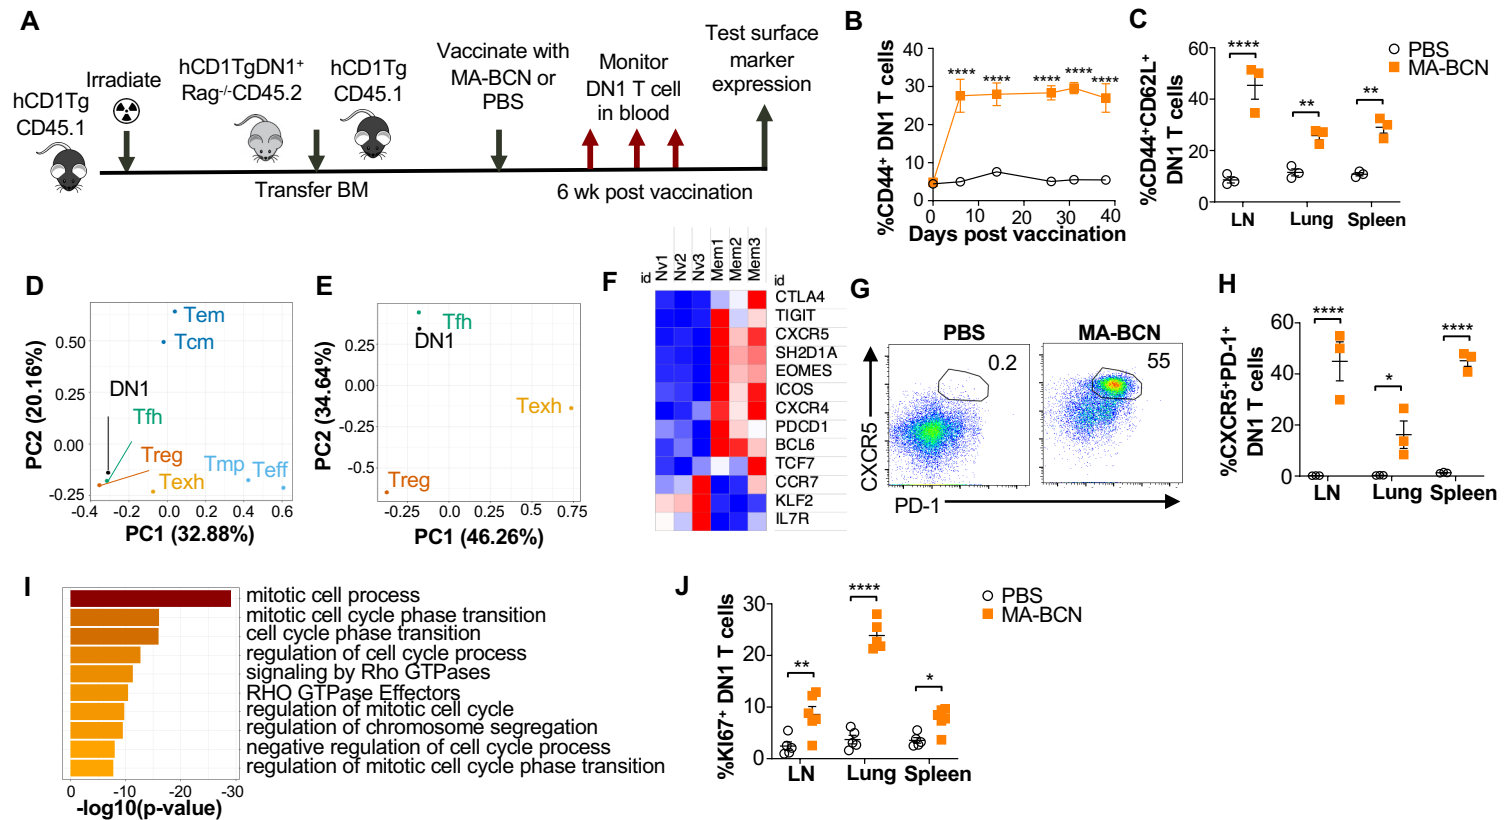 A
Irradiate
hCD1Tg
CD45.1
hCD1TgDN1⁺
Rag⁻/⁻CD45.2
hCD1Tg
CD45.1
Transfer BM
Vaccinate with
MA-BCN or
PBS
Monitor
DN1 T cell
in blood
Test surface
marker
expression
6 wk post vaccination
B
%CD44⁺ DN1 T cells
40
30
20
10
0
**** **** **** **** ****
0 10 20 30 40
Days post vaccination
C
%CD44⁺CD62L⁺
DN1 T cells
60
40
20
0
**** ** **
PBS
MA-BCN
LN Lung Spleen
D
PC2 (20.16%)
0.50
0.25
0.00
-0.25
Tem
Tcm
DN1
Tfh
Treg
Texh
Tmp
Teff
-0.4 -0.2 0.0 0.2 0.4 0.6
PC1 (32.88%)
E
PC2 (34.64%)
0.25
0.00
-0.25
-0.5
Tfh
DN1
Texh
Treg
-0.25 0.0 0.25 0.50 0.75
PC1 (46.26%)
F
id Nv1 Nv2 Nv3 Mem1 Mem2 Mem3 id
CTLA4
TIGIT
CXCR5
SH2D1A
EOMES
ICOS
CXCR4
PDCD1
BCL6
TCF7
CCR7
KLF2
IL7R
G
PBS MA-BCN
0.2 55
CXCR5
PD-1
H
%CXCR5⁺PD-1⁺
DN1 T cells
60
40
20
0
**** * ****
LN Lung Spleen
I
mitotic cell process
mitotic cell cycle phase transition
cell cycle phase transition
regulation of cell cycle process
signaling by Rho GTPases
RHO GTPase Effectors
regulation of mitotic cell cycle
regulation of chromosome segregation
negative regulation of cell cycle process
regulation of mitotic cell cycle phase transition
0 -10 -20 -30
-log10(p-value)
J
%KI67⁺ DN1 T cells
30
20
10
0
** **** *
PBS
MA-BCN
LN Lung Spleen